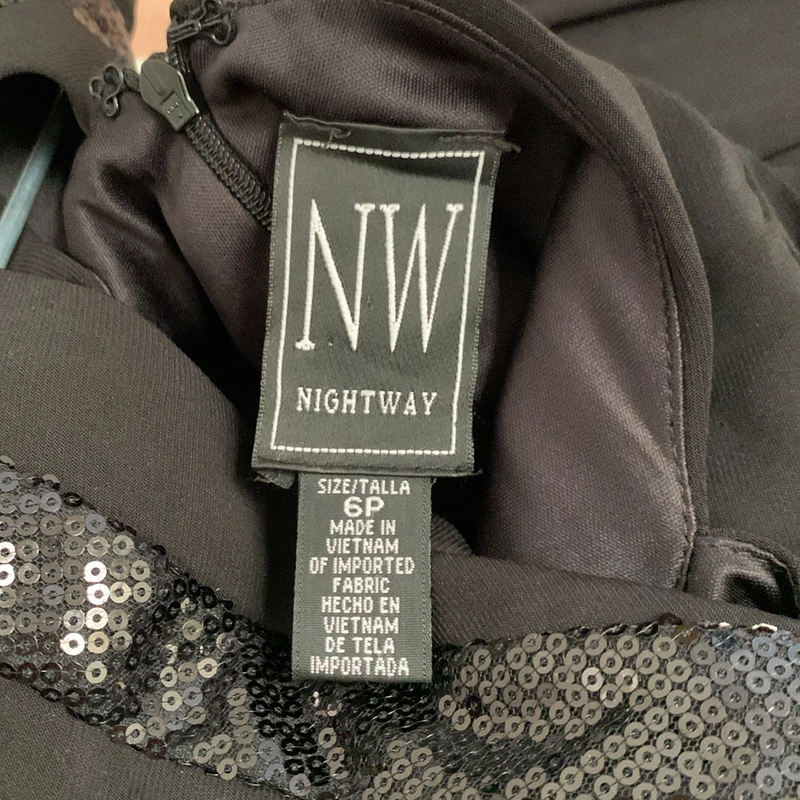 NW
NIGHTWAY
SIZE/TALLA
6P
MADE IN
VIETNAM
OF IMPORTED
FABRIC
HECHO EN
VIETNAM
DE TELA
IMPORTADA